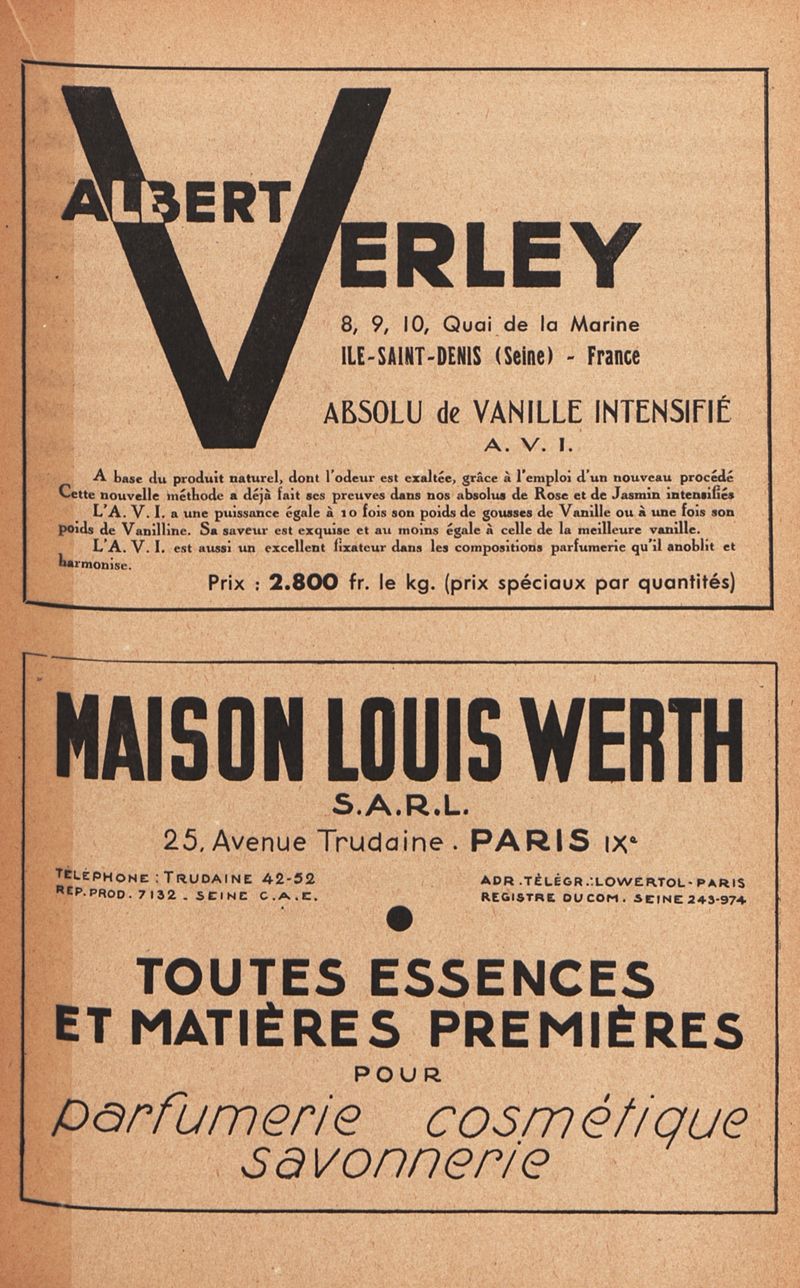 ALBERT
VERLEY
8, 9, 10, Quai de la Marine
ILE-SAINT-DENIS (Seine) - France
ABSOLU de VANILLE INTENSIFIÉ
A. V. I.
A base du produit naturel, dont l'odeur est exaltée, grâce à l'emploi d'un nouveau procédé
Cette nouvelle méthode a déjà fait ses preuves dans nos absolus de Rose et de Jasmin intensifiés
L'A. V. I. a une puissance égale à 10 fois son poids de gousses de Vanille ou à une fois son
poids de Vanilline. Sa saveur est exquise et au moins égale à celle de la meilleure vanille.
L'A. V. I. est aussi un excellent fixateur dans les compositions parfumerie qu'il anoblit et
harmonise.
Prix : 2.800 fr. le kg. (prix spéciaux par quantités)
MAISON LOUIS WERTH
S.A.R.L.
25, Avenue Trudaine. PARIS IXe
TÉLÉPHONE : TRUDAINE 42-52
REP. PROD. 7132 - SEINE C.A.E.
ADR. TÉLÉGR.: LOWERTOL - PARIS
REGISTRE DU COM. SEINE 243-974
TOUTES ESSENCES
ET MATIÈRES PREMIÈRES
POUR
parfumerie cosmétique
savonnerie